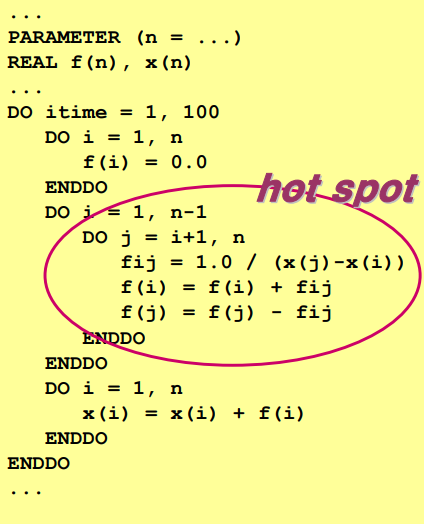 ...
PARAMETER (n = ...)
REAL f(n), x(n)
...
DO itime = 1, 100
   DO i = 1, n
      f(i) = 0.0
   ENDDO
hot spot
   DO i = 1, n-1
      DO j = i+1, n
         fij = 1.0 / (x(j)-x(i))
         f(i) = f(i) + fij
         f(j) = f(j) - fij
      ENDDO
   ENDDO
   DO i = 1, n
      x(i) = x(i) + f(i)
   ENDDO
ENDDO
...